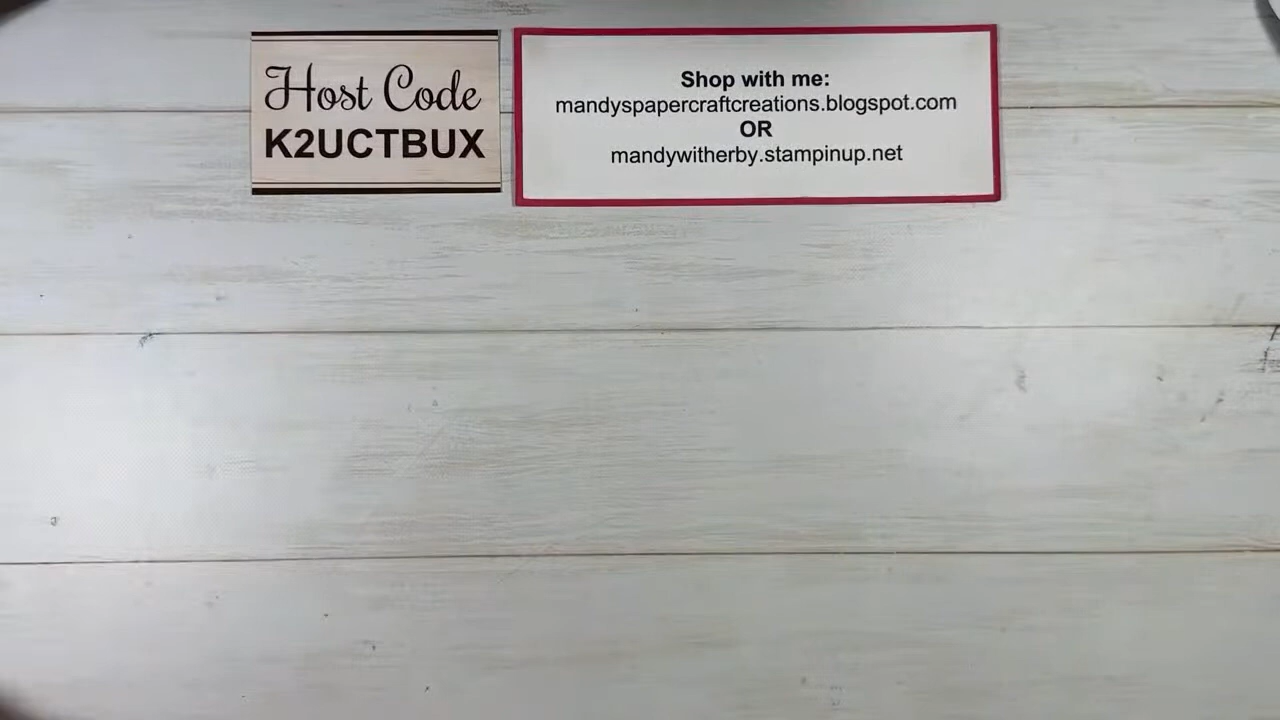 Host Code
K2UCTBUX
Shop with me:
mandyspapercraftcreations.blogspot.com
OR
mandywitherby.stampinup.net